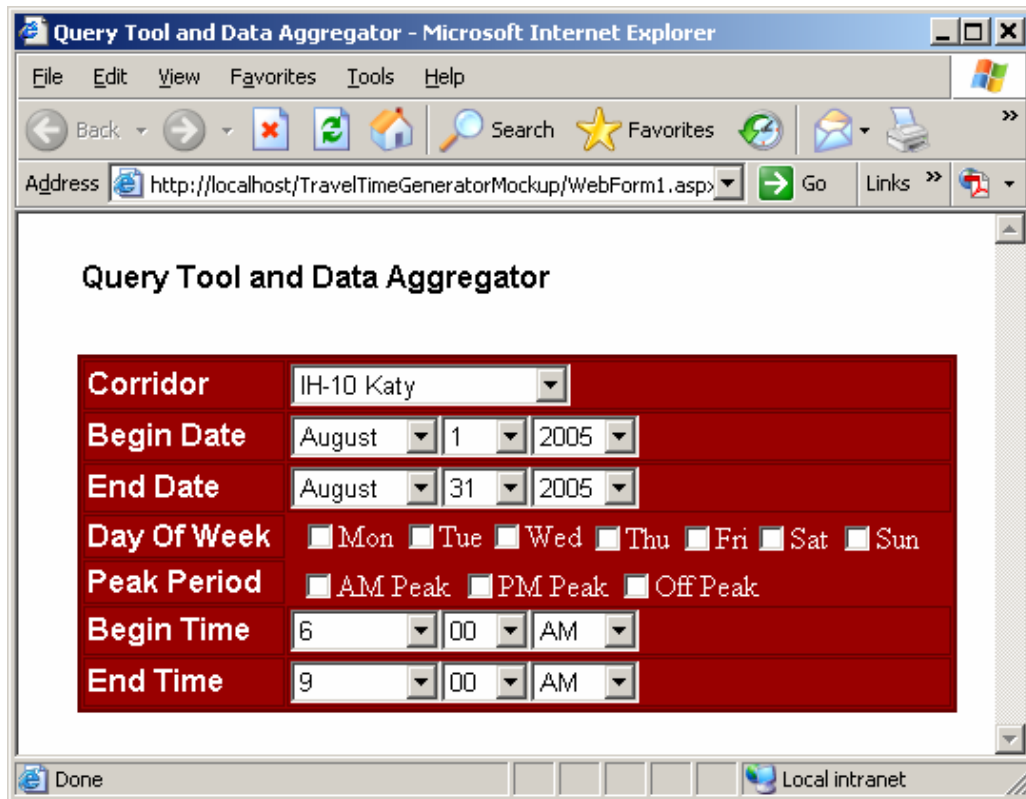 Query Tool and Data Aggregator - Microsoft Internet Explorer
File Edit View Favorites Tools Help
Back Search Favorites »
Address http://localhost/TravelTimeGeneratorMockup/WebForm1.aspx Go Links »
Query Tool and Data Aggregator
Corridor IH-10 Katy
Begin Date August 1 2005
End Date August 31 2005
Day Of Week Mon Tue Wed Thu Fri Sat Sun
Peak Period AM Peak PM Peak Off Peak
Begin Time 6 00 AM
End Time 9 00 AM
Done Local intranet